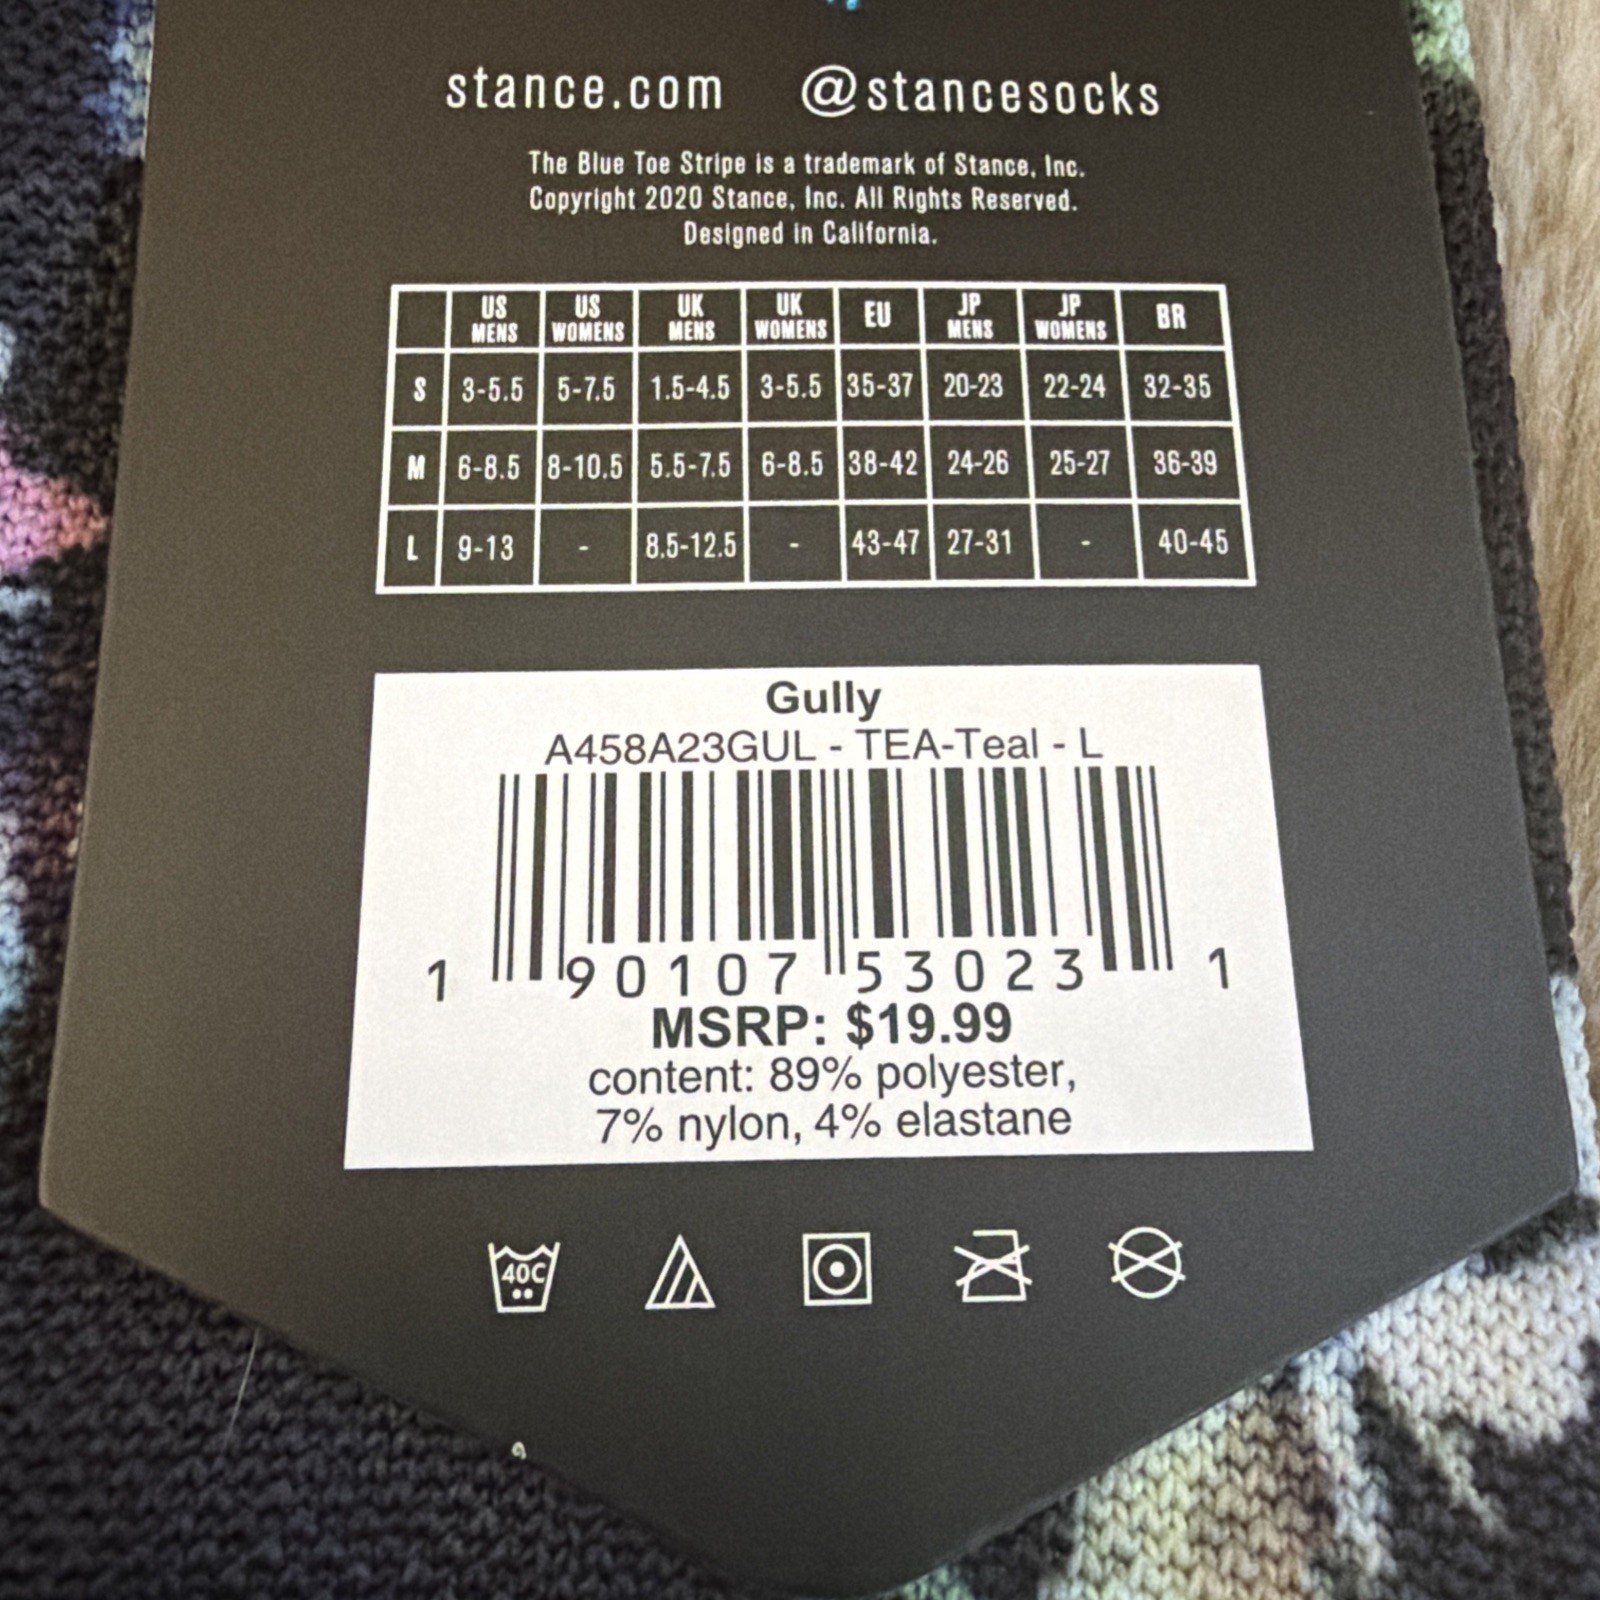 stance.com @stancesocks
The Blue Toe Stripe is a trademark of Stance, Inc.
Copyright 2020 Stance, Inc. All Rights Reserved.
Designed in California.
US MENS US WOMENS UK MENS UK WOMENS EU JP MENS JP WOMENS BR
S 3-5.5 5-7.5 1.5-4.5 3-5.5 35-37 20-23 22-24 32-35
M 6-8.5 8-10.5 5.5-7.5 6-8.5 38-42 24-26 25-27 36-39
L 9-13 - 8.5-12.5 - 43-47 27-31 - 40-45
Gully
A458A23GUL - TEA-Teal - L
1 90107 53023 1
MSRP: $19.99
content: 89% polyester,
7% nylon, 4% elastane
40C